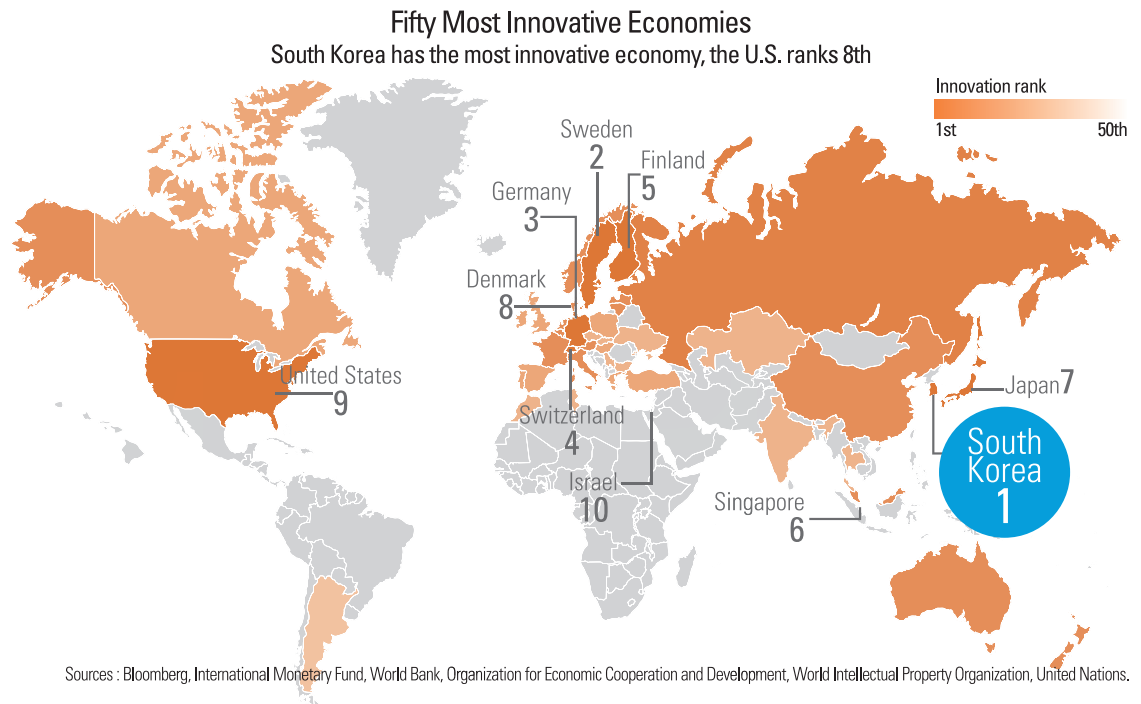 Fifty Most Innovative Economies
South Korea has the most innovative economy, the U.S. ranks 8th
Innovation rank
1st 50th
Sweden
2
Finland
5
Germany
3
Denmark
8
United States
9
Switzerland
4
Israel
10
Singapore
6
Japan 7
South
Korea
1
Sources : Bloomberg, International Monetary Fund, World Bank, Organization for Economic Cooperation and Development, World Intellectual Property Organization, United Nations.